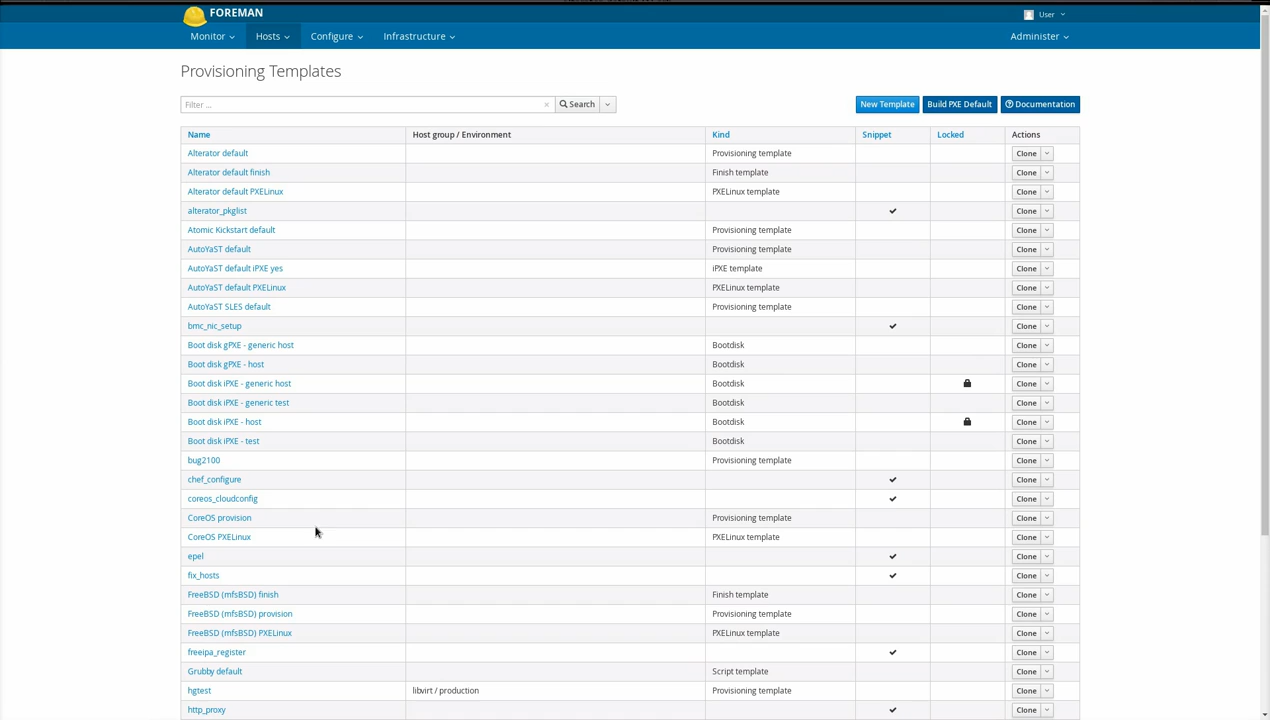 FOREMAN
User
Monitor Hosts Configure Infrastructure Administer
Provisioning Templates
Filter ... × Search New Template Build PXE Default Documentation
Name Host group / Environment Kind Snippet Locked Actions
Alterator default Provisioning template Clone
Alterator default finish Finish template Clone
Alterator default PXELinux PXELinux template Clone
alterator_pkglist Clone
Atomic Kickstart default Provisioning template Clone
AutoYaST default Provisioning template Clone
AutoYaST default iPXE yes iPXE template Clone
AutoYaST default PXELinux PXELinux template Clone
AutoYaST SLES default Provisioning template Clone
bmc_nic_setup Clone
Boot disk gPXE - generic host Bootdisk Clone
Boot disk gPXE - host Bootdisk Clone
Boot disk iPXE - generic host Bootdisk Clone
Boot disk iPXE - generic test Bootdisk Clone
Boot disk iPXE - host Bootdisk Clone
Boot disk iPXE - test Bootdisk Clone
bug2100 Provisioning template Clone
chef_configure Clone
coreos_cloudconfig Clone
CoreOS provision Provisioning template Clone
CoreOS PXELinux PXELinux template Clone
epel Clone
fix_hosts Clone
FreeBSD (mfsBSD) finish Finish template Clone
FreeBSD (mfsBSD) provision Provisioning template Clone
FreeBSD (mfsBSD) PXELinux PXELinux template Clone
freeipa_register Clone
Grubby default Script template Clone
hgtest libvirt / production Provisioning template Clone
http_proxy Clone